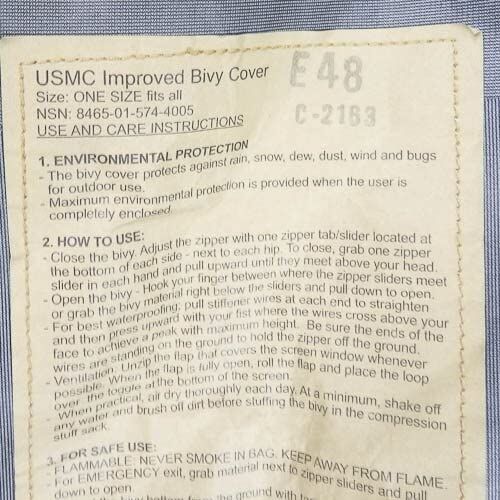 USMC Improved Bivy Cover
E48
Size: ONE SIZE fits all
NSN: 8465-01-574-4005
C-2163
USE AND CARE INSTRUCTIONS
1. ENVIRONMENTAL PROTECTION
- The bivy cover protects against rain, snow, dew, dust, wind and bugs
for outdoor use.
- Maximum environmental protection is provided when the user is
completely enclosed.
2. HOW TO USE:
- Close the bivy. Adjust the zipper with one zipper tab/slider located at
the bottom of each side - next to each hip. To close, grab one zipper
slider in each hand and pull upward until they meet above your head.
- Open the bivy - Hook your finger between where the zipper sliders meet
or grab the bivy material right below the sliders and pull down to open.
- For best waterproofing: pull stiffener wires at each end to straighten
and then press upward with your fist where the wires cross above your
face to achieve a peak with maximum height. Be sure the ends of the
wires are standing on the ground to hold the zipper off the ground.
- Ventilation. Unzip the flap that covers the screen window whenever
possible. When the flap is fully open, roll the flap and place the loop
over the toggle at the bottom of the screen.
- When practical, air dry thoroughly each day. At a minimum, shake off
any water and brush off dirt before stuffing the bivy in the compression
stuff sack.
3. FOR SAFE USE:
- FLAMMABLE: NEVER SMOKE IN BAG. KEEP AWAY FROM FLAME.
- For EMERGENCY exit, grab material next to zipper sliders and pull
down to open.
the bivy bottom from the ground with